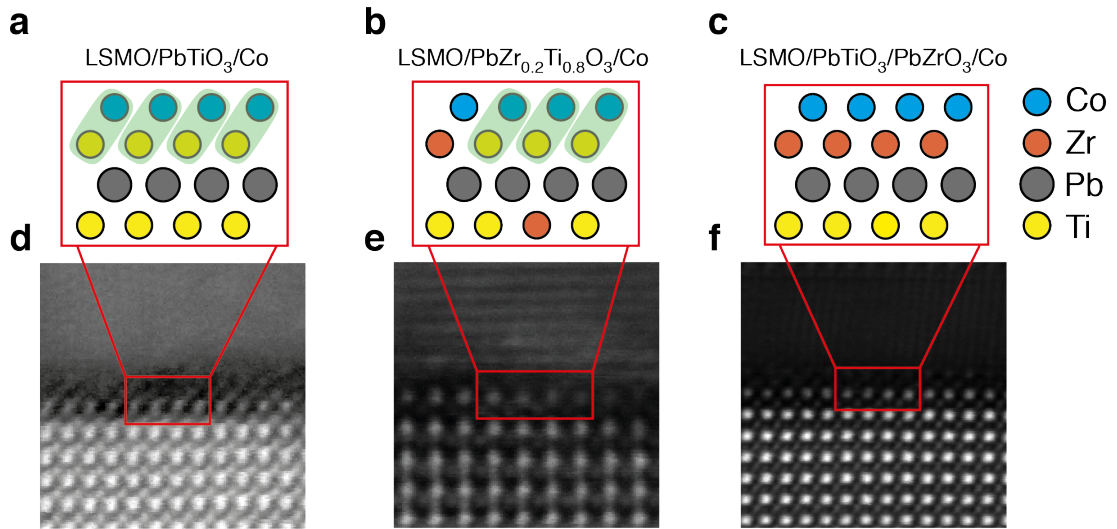 a
LSMO/PbTiO₃/Co
b
LSMO/PbZr₀.₂Ti₀.₈O₃/Co
c
LSMO/PbTiO₃/PbZrO₃/Co
Co
Zr
Pb
Ti
d
e
f